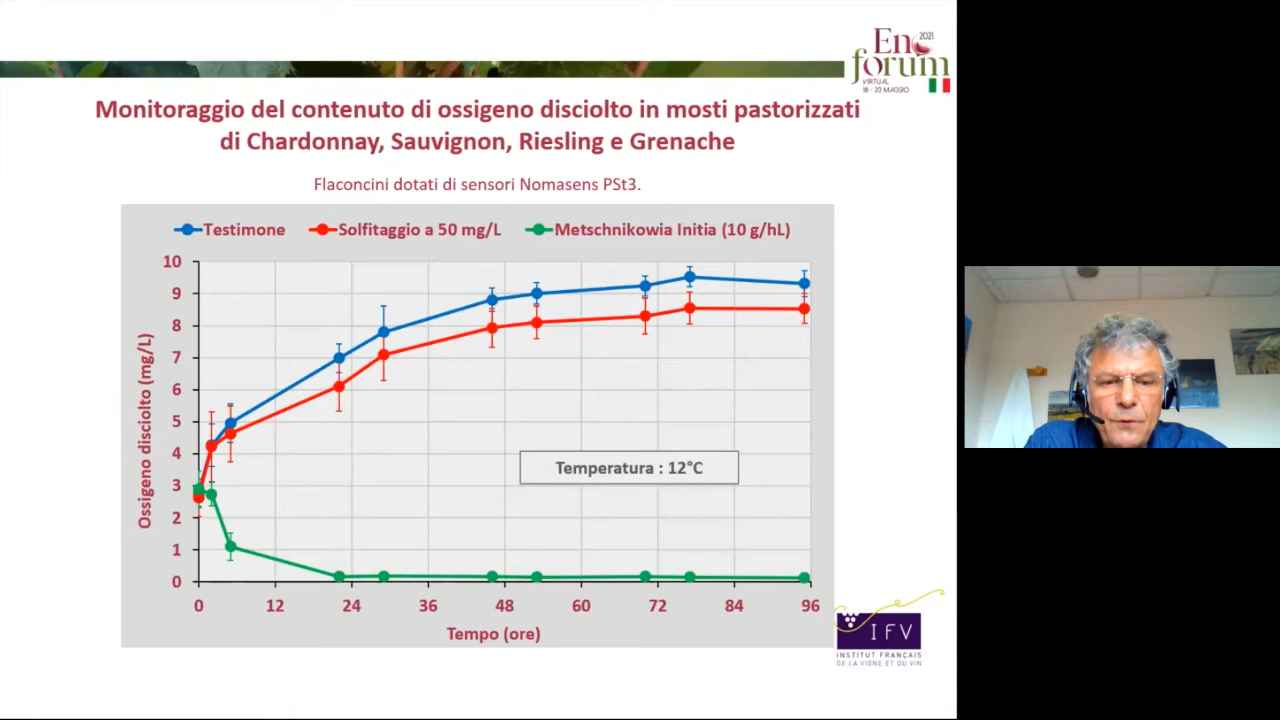 En
2021
forum
VIRTUAL
18 - 20 MAGGIO
Monitoraggio del contenuto di ossigeno disciolto in mosti pastorizzati
di Chardonnay, Sauvignon, Riesling e Grenache
Flaconcini dotati di sensori Nomasens PSt3.
Testimone
Solfitaggio a 50 mg/L
Metschnikowia Initia (10 g/hL)
Ossigeno disciolto (mg/L)
10
9
8
7
6
5
4
3
2
1
0
Temperatura : 12°C
0 12 24 36 48 60 72 84 96
Tempo (ore)
IFV
INSTITUT FRANÇAIS
DE LA VIGNE ET DU VIN